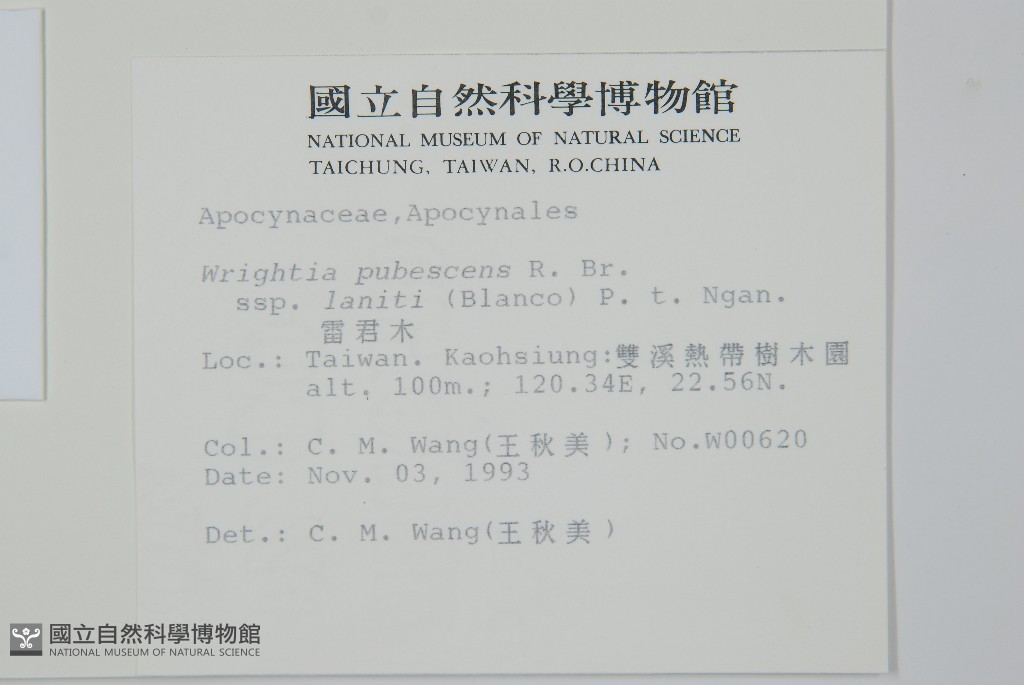 國立自然科學博物館
NATIONAL MUSEUM OF NATURAL SCIENCE
TAICHUNG, TAIWAN, R.O.CHINA
Apocynaceae,Apocynales
Wrightia pubescens R. Br.
ssp. laniti (Blanco) P. t. Ngan.
雷君木
Loc.: Taiwan. Kaohsiung:雙溪熱帶樹木園
alt. 100m.; 120.34E, 22.56N.
Col.: C. M. Wang(王秋美); No.W00620
Date: Nov. 03, 1993
Det.: C. M. Wang(王秋美)
國立自然科學博物館
NATIONAL MUSEUM OF NATURAL SCIENCE